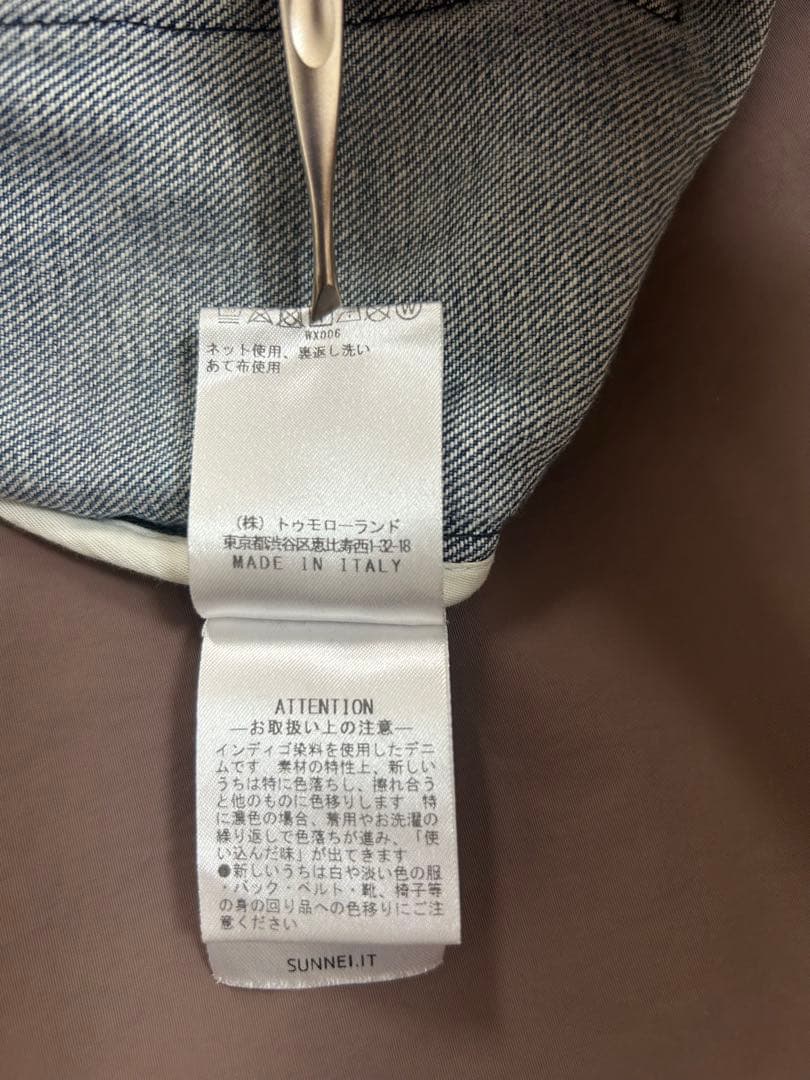 WX006
ネット使用、裏返し洗い
あて布使用
(株) トゥモローランド
東京都渋谷区恵比寿西1-32-18
MADE IN ITALY
ATTENTION
―お取扱い上の注意―
インディゴ染料を使用したデニ
ムです 素材の特性上、新しい
うちは特に色落ちし、擦れ合う
と他のものに色移りします 特
に濃色の場合、着用やお洗濯の
繰り返しで色落ちが進み、「使
い込んだ味」が出てきます
●新しいうちは白や淡い色の服
・バック・ベルト・靴、椅子等
の身の回り品への色移りにご注
意ください
SUNNEI.IT